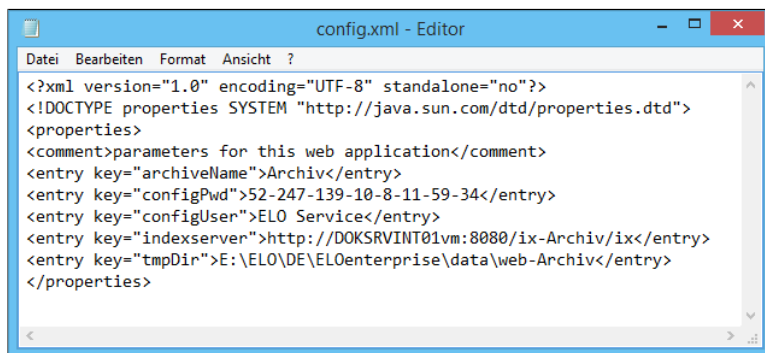 config.xml - Editor
Datei Bearbeiten Format Ansicht ?
<?xml version="1.0" encoding="UTF-8" standalone="no"?>
<!DOCTYPE properties SYSTEM "http://java.sun.com/dtd/properties.dtd">
<properties>
<comment>parameters for this web application</comment>
<entry key="archiveName">Archiv</entry>
<entry key="configPwd">52-247-139-10-8-11-59-34</entry>
<entry key="configUser">ELO Service</entry>
<entry key="indexserver">http://DOKSRVINT01vm:8080/ix-Archiv/ix</entry>
<entry key="tmpDir">E:\ELO\DE\ELOenterprise\data\web-Archiv</entry>
</properties>